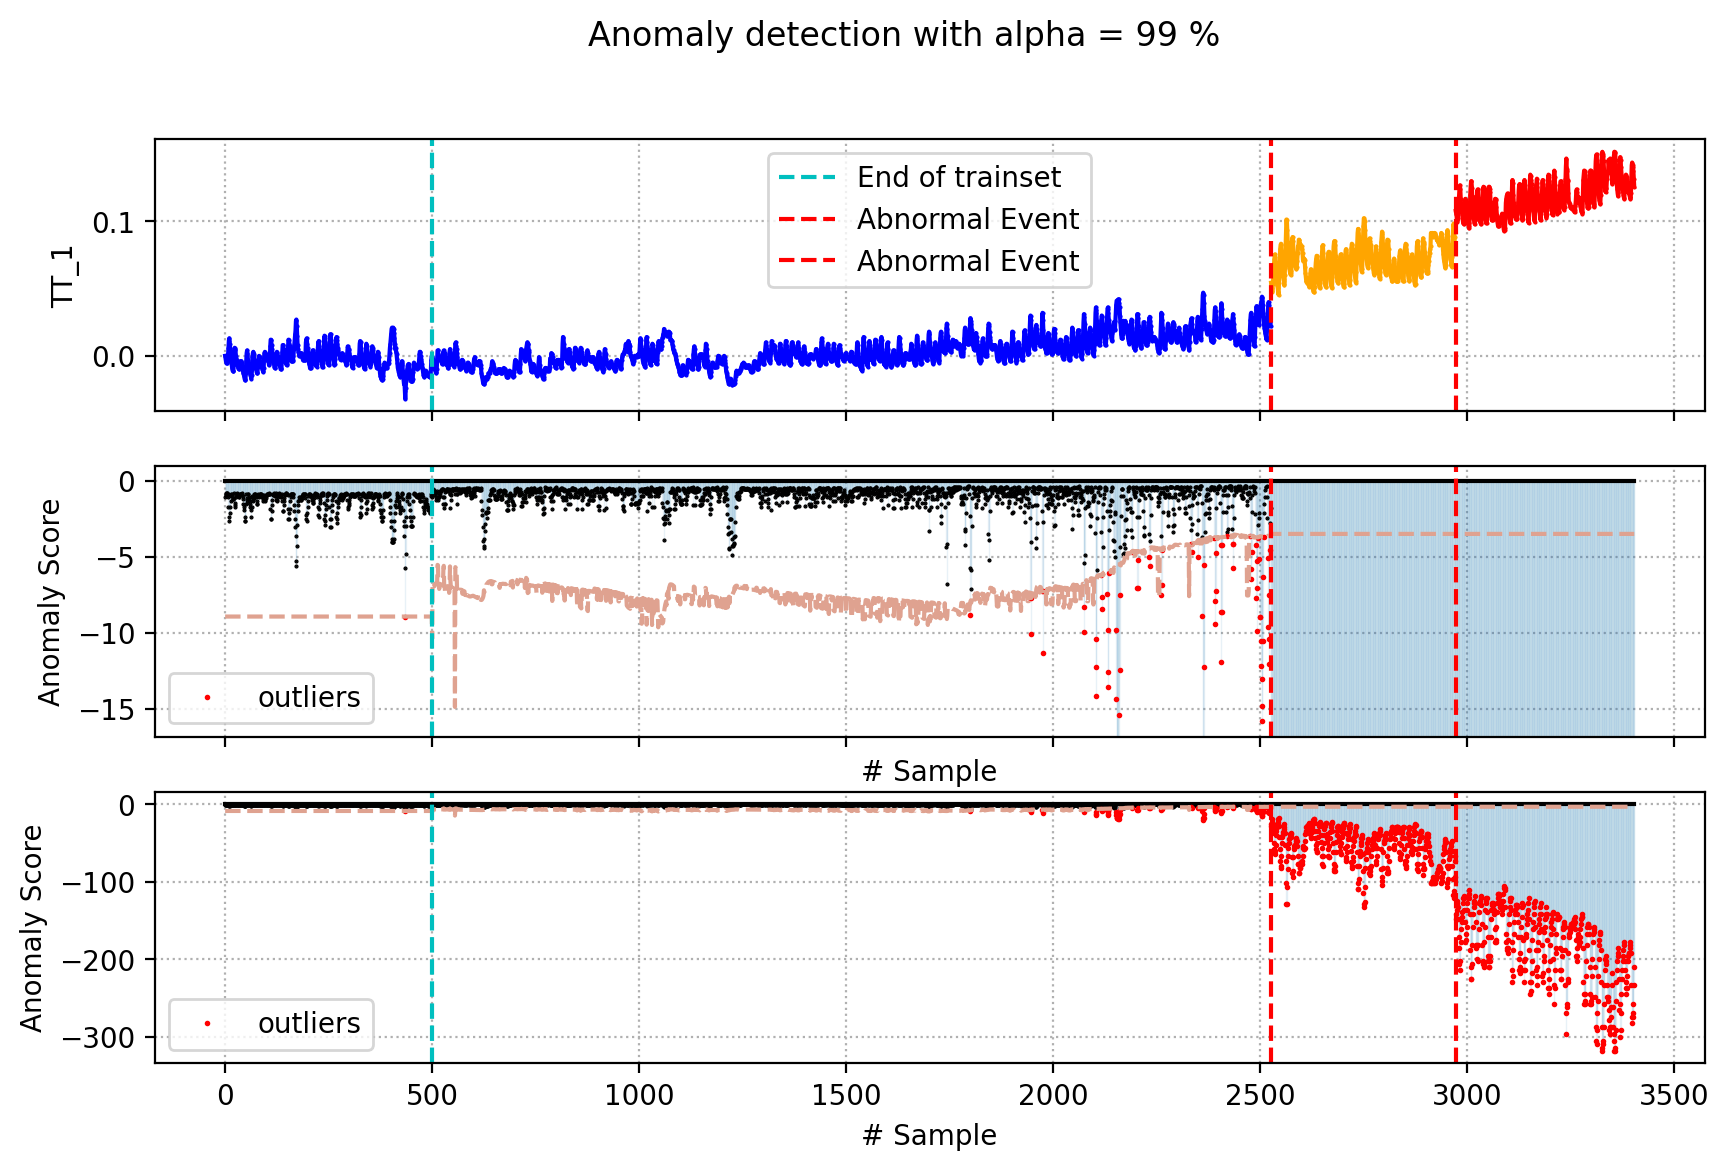 Anomaly detection with alpha = 99 %
TT_1
0.1
0.0
End of trainset
Abnormal Event
Abnormal Event
Anomaly Score
0
−5
−10
−15
outliers
# Sample
Anomaly Score
0
−100
−200
−300
outliers
0 500 1000 1500 2000 2500 3000 3500
# Sample